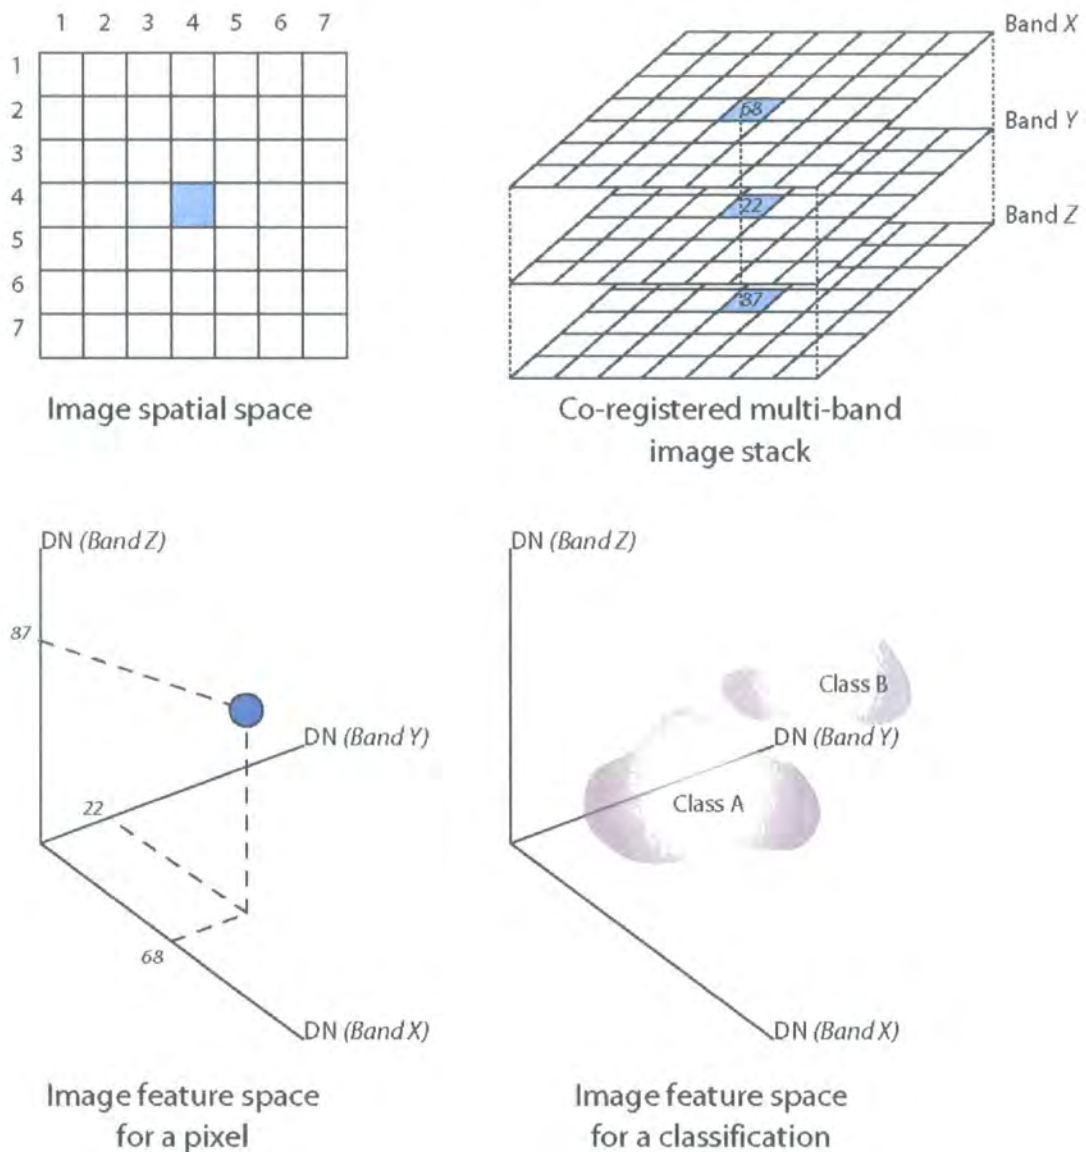 1 2 3 4 5 6 7
1
2
3
4
5
6
7
Image spatial space
Band X
Band Y
Band Z
68
22
87
Co-registered multi-band
image stack
DN (Band Z)
87
DN (Band Y)
22
68
DN (Band X)
Image feature space
for a pixel
DN (Band Z)
Class B
DN (Band Y)
Class A
DN (Band X)
Image feature space
for a classification